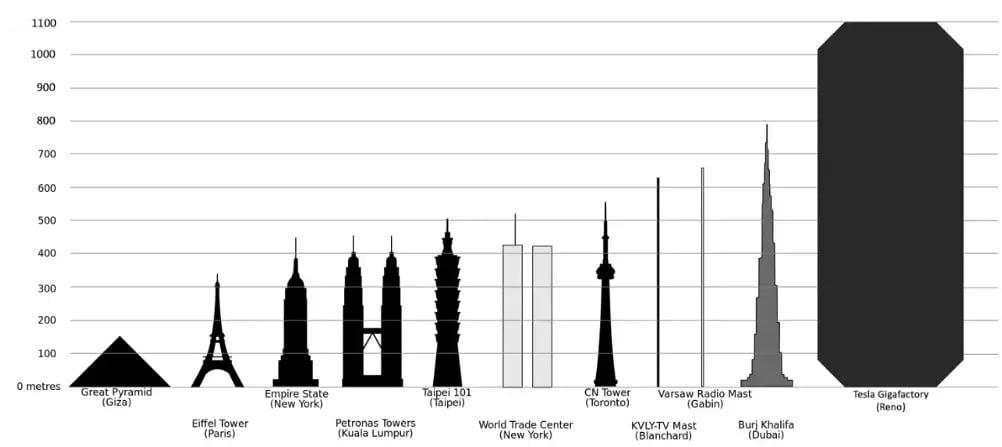 1100
1000
900
800
700
600
500
400
300
200
100
0 metres
Great Pyramid
(Giza)
Eiffel Tower
(Paris)
Empire State
(New York)
Petronas Towers
(Kuala Lumpur)
Taipei 101
(Taipei)
World Trade Center
(New York)
CN Tower
(Toronto)
KVLY-TV Mast
(Blanchard)
Varsaw Radio Mast
(Gabin)
Burj Khalifa
(Dubai)
Tesla Gigafactory
(Reno)